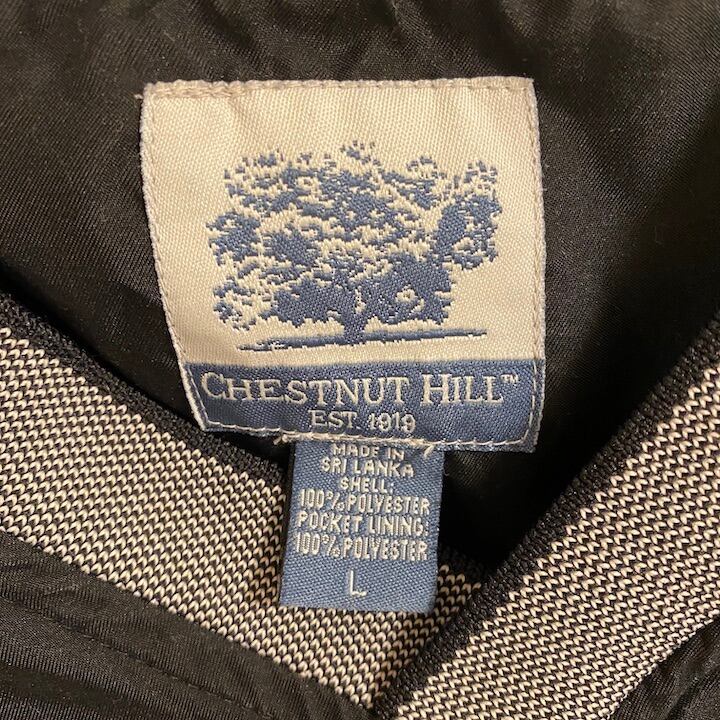 CHESTNUT HILL™
EST. 1919
MADE IN
SRI LANKA
SHELL:
100%POLYESTER
POCKET LINING:
100%POLYESTER
L